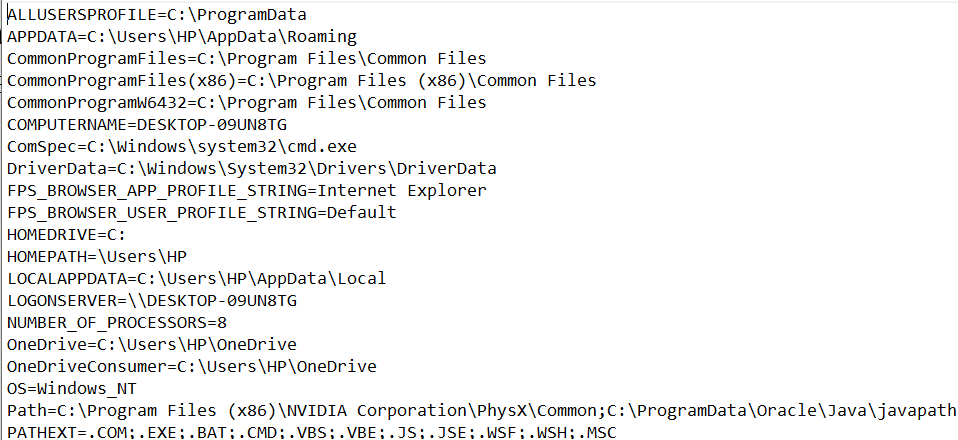 ALLUSERSPROFILE=C:\ProgramData
APPDATA=C:\Users\HP\AppData\Roaming
CommonProgramFiles=C:\Program Files\Common Files
CommonProgramFiles(x86)=C:\Program Files (x86)\Common Files
CommonProgramW6432=C:\Program Files\Common Files
COMPUTERNAME=DESKTOP-09UN8TG
ComSpec=C:\Windows\system32\cmd.exe
DriverData=C:\Windows\System32\Drivers\DriverData
FPS_BROWSER_APP_PROFILE_STRING=Internet Explorer
FPS_BROWSER_USER_PROFILE_STRING=Default
HOMEDRIVE=C:
HOMEPATH=\Users\HP
LOCALAPPDATA=C:\Users\HP\AppData\Local
LOGONSERVER=\\DESKTOP-09UN8TG
NUMBER_OF_PROCESSORS=8
OneDrive=C:\Users\HP\OneDrive
OneDriveConsumer=C:\Users\HP\OneDrive
OS=Windows_NT
Path=C:\Program Files (x86)\NVIDIA Corporation\PhysX\Common;C:\ProgramData\Oracle\Java\javapath
PATHEXT=.COM;.EXE;.BAT;.CMD;.VBS;.VBE;.JS;.JSE;.WSF;.WSH;.MSC